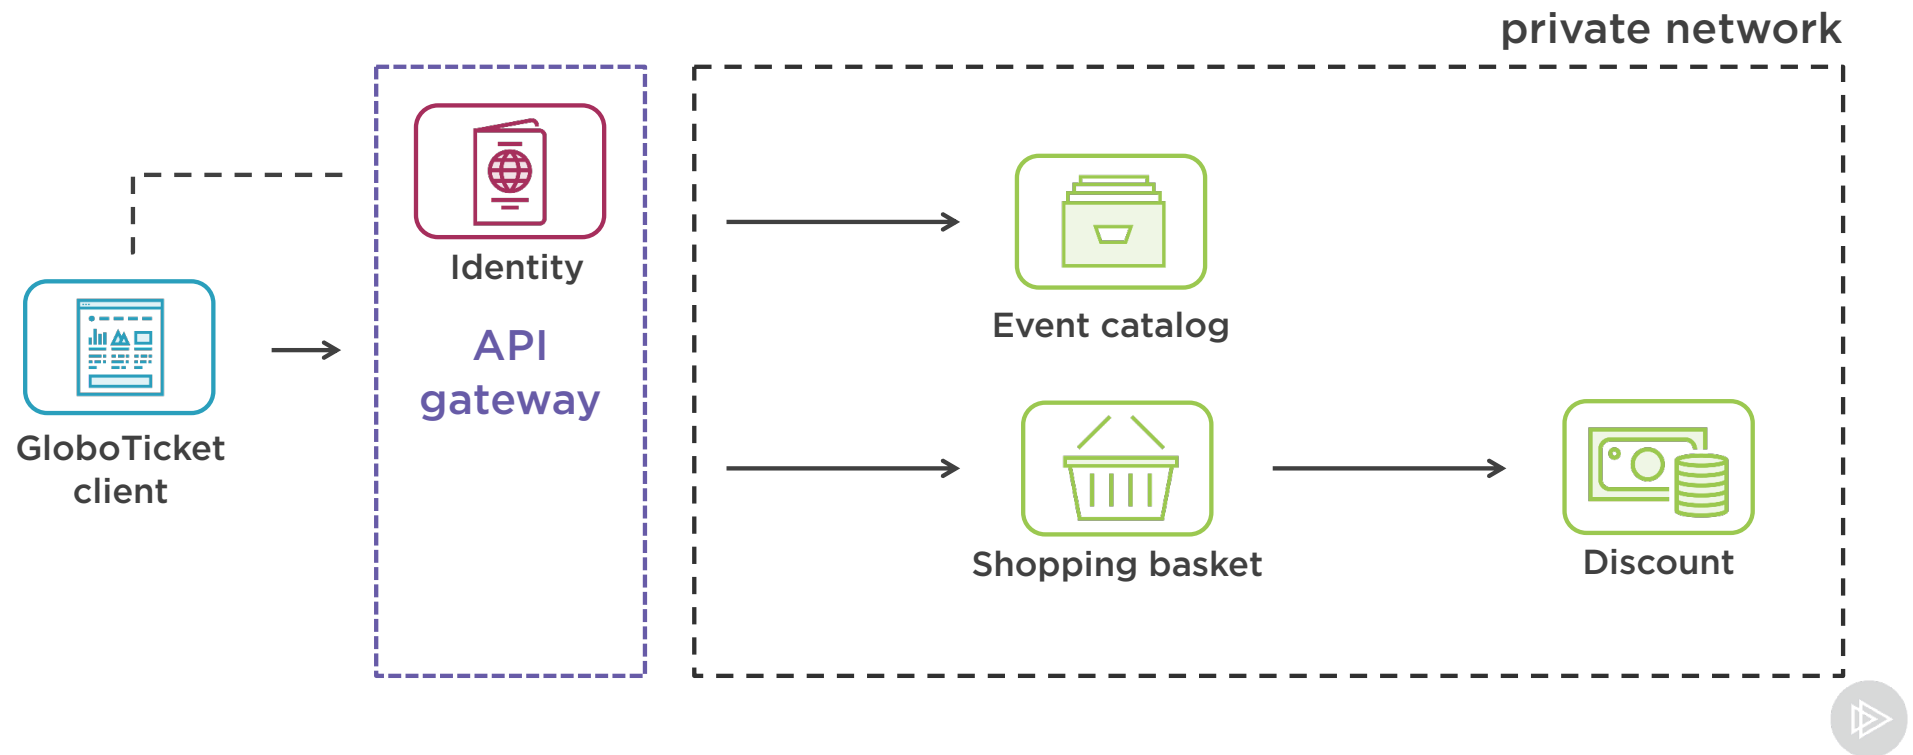 private network
Identity
API
gateway
GloboTicket
client
Event catalog
Shopping basket
Discount